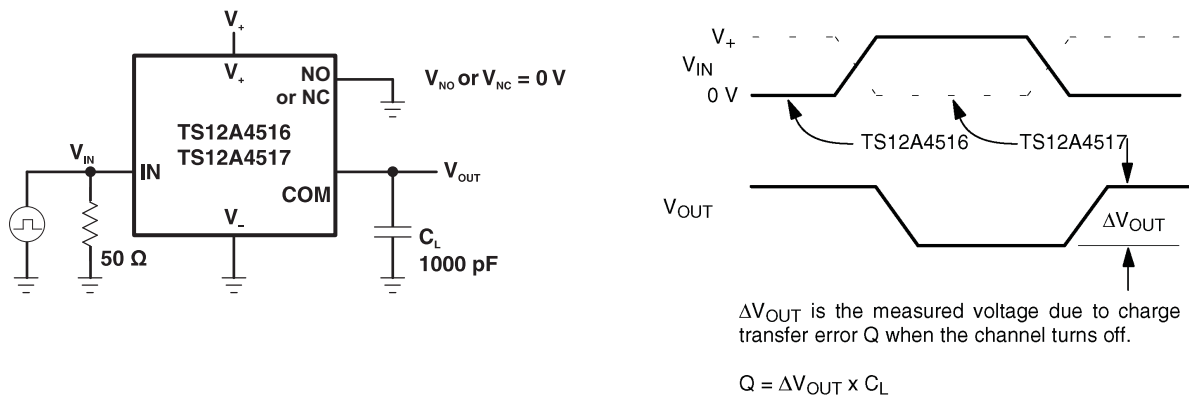 V+
V+
NO
or NC
VNO or VNC = 0 V
TS12A4516
TS12A4517
VIN
IN
COM
VOUT
V–
50 Ω
CL
1000 pF
V+
VIN
0 V
TS12A4516
TS12A4517
VOUT
ΔVOUT
ΔVOUT is the measured voltage due to charge
transfer error Q when the channel turns off.
Q = ΔVOUT x CL